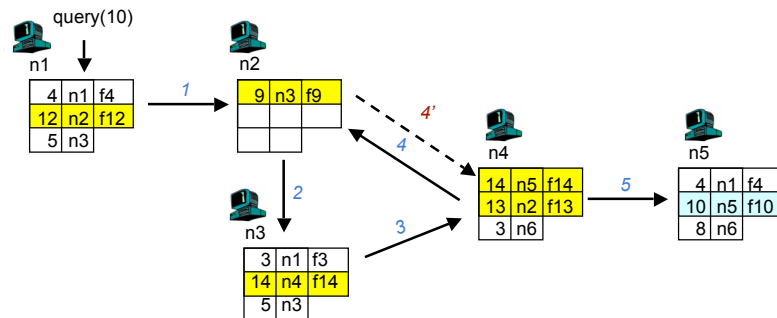 query(10)
n1
n2
4 n1 f4
12 n2 f12
5 n3
1
9 n3 f9
4'
4
2
n4
14 n5 f14
13 n2 f13
3 n6
5
n5
4 n1 f4
10 n5 f10
8 n6
n3
3 n1 f3
14 n4 f14
5 n3
3